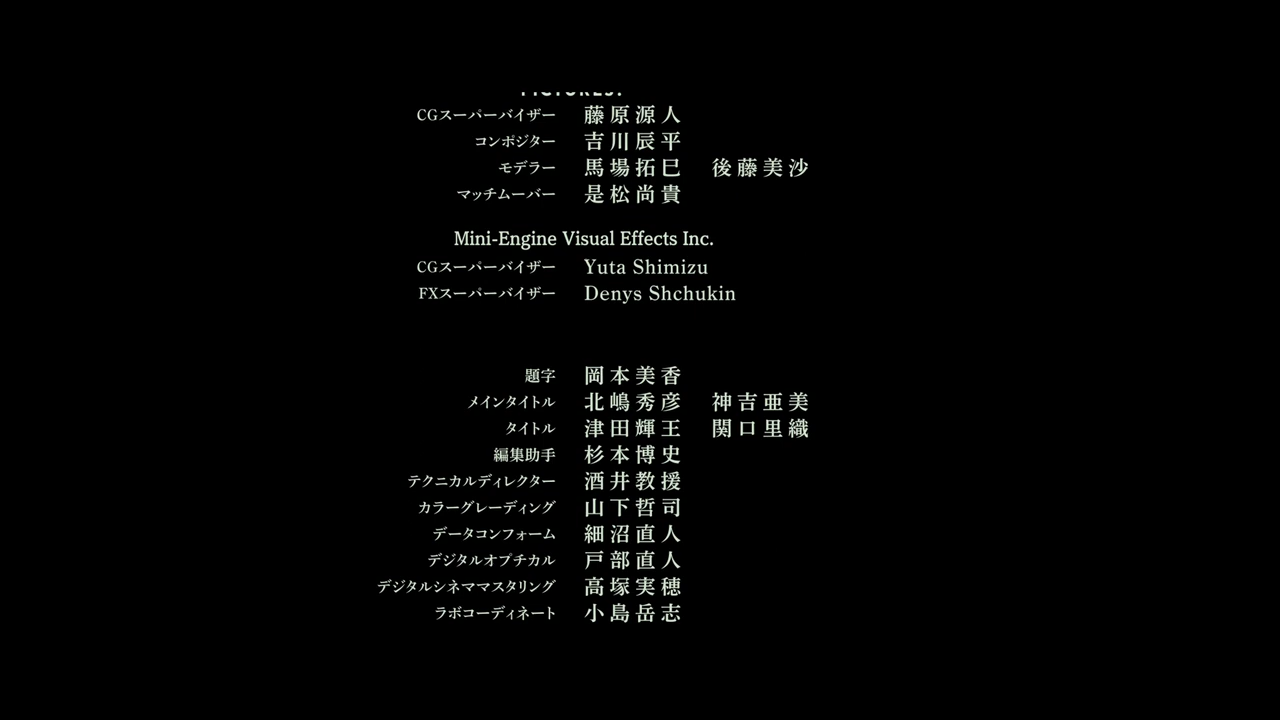 CGスーパーバイザー 藤原源人
コンポジター 吉川辰平
モデラー 馬場拓巳 後藤美沙
マッチムーバー 是松尚貴
Mini-Engine Visual Effects Inc.
CGスーパーバイザー Yuta Shimizu
FXスーパーバイザー Denys Shchukin
題字 岡本美香
メインタイトル 北嶋秀彦 神吉亜美
タイトル 津田輝王 関口里織
編集助手 杉本博史
テクニカルディレクター 酒井教援
カラーグレーディング 山下哲司
データコンフォーム 細沼直人
デジタルオプチカル 戸部直人
デジタルシネママスタリング 高塚実穂
ラボコーディネート 小島岳志